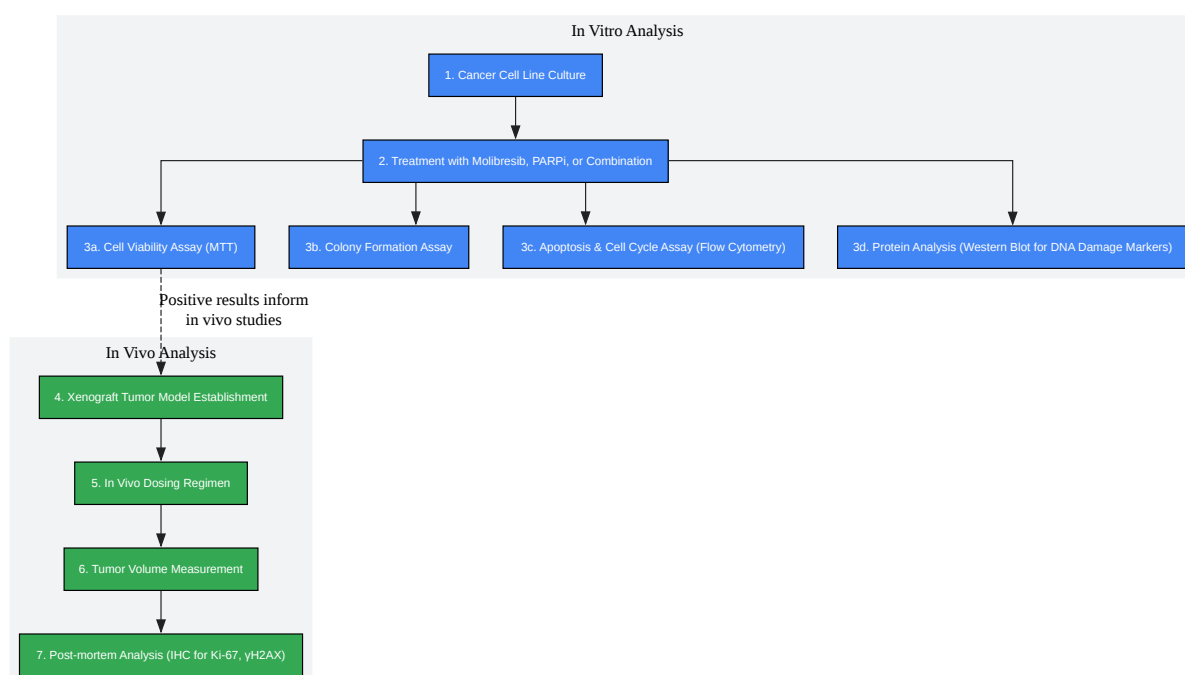 In Vitro Analysis
1. Cancer Cell Line Culture
2. Treatment with Molibresib, PARPi, or Combination
3a. Cell Viability Assay (MTT)
3b. Colony Formation Assay
3c. Apoptosis & Cell Cycle Assay (Flow Cytometry)
3d. Protein Analysis (Western Blot for DNA Damage Markers)
Positive results inform
in vivo studies
In Vivo Analysis
4. Xenograft Tumor Model Establishment
5. In Vivo Dosing Regimen
6. Tumor Volume Measurement
7. Post-mortem Analysis (IHC for Ki-67, γH2AX)